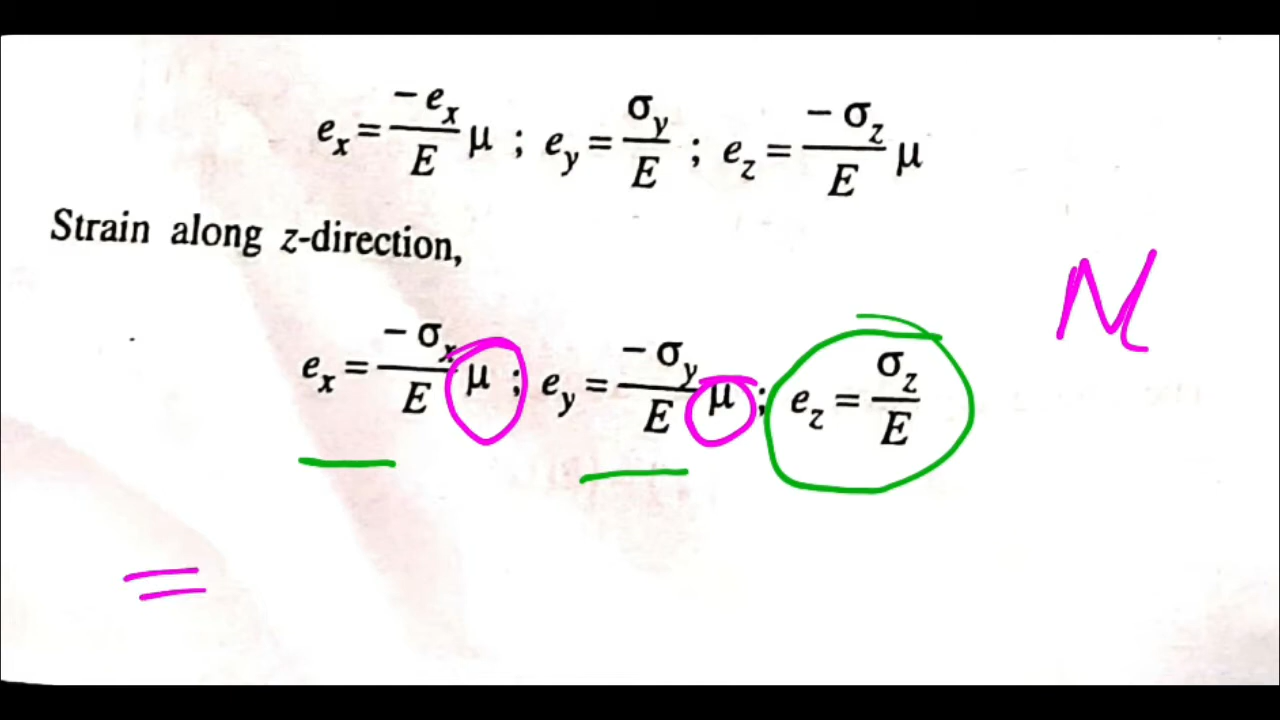 e_x = -e_x/E μ ; e_y = σ_y/E ; e_z = -σ_z/E μ
Strain along z-direction,
e_x = -σ_x/E μ ; e_y = -σ_y/E μ ; e_z = σ_z/E
=